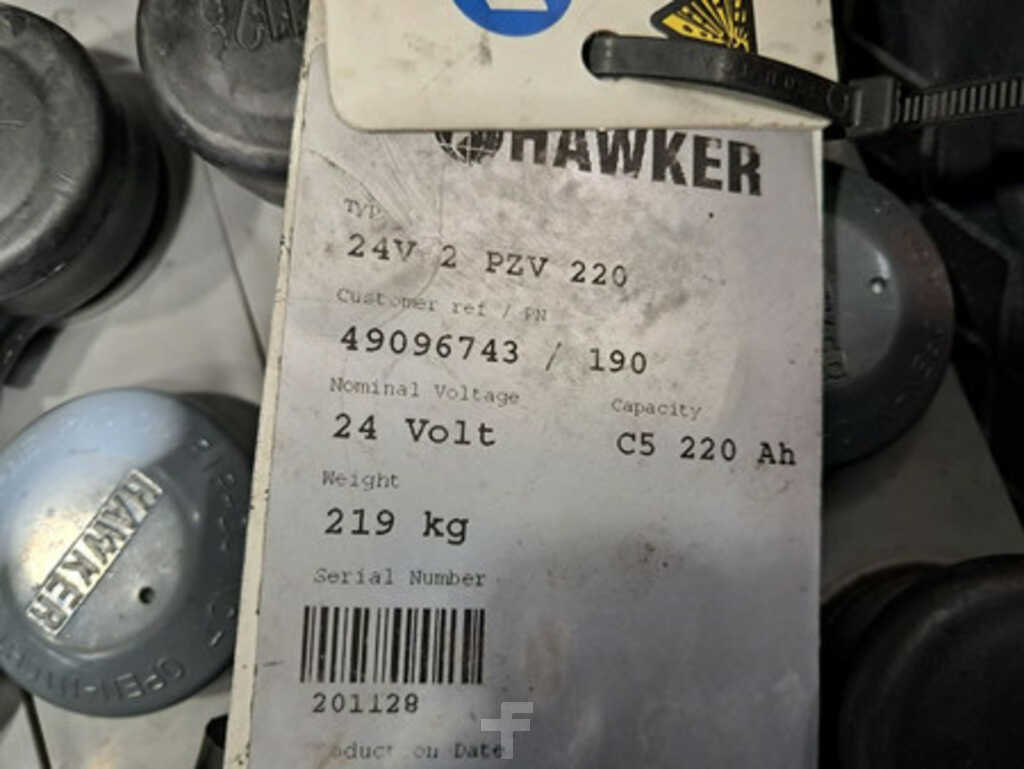 HAWKER
Typ
24V 2 PZV 220
Customer ref / PN
49096743 / 190
Nominal Voltage
24 Volt
Capacity
C5 220 Ah
Weight
219 kg
Serial Number
201128
Date
HAWKER